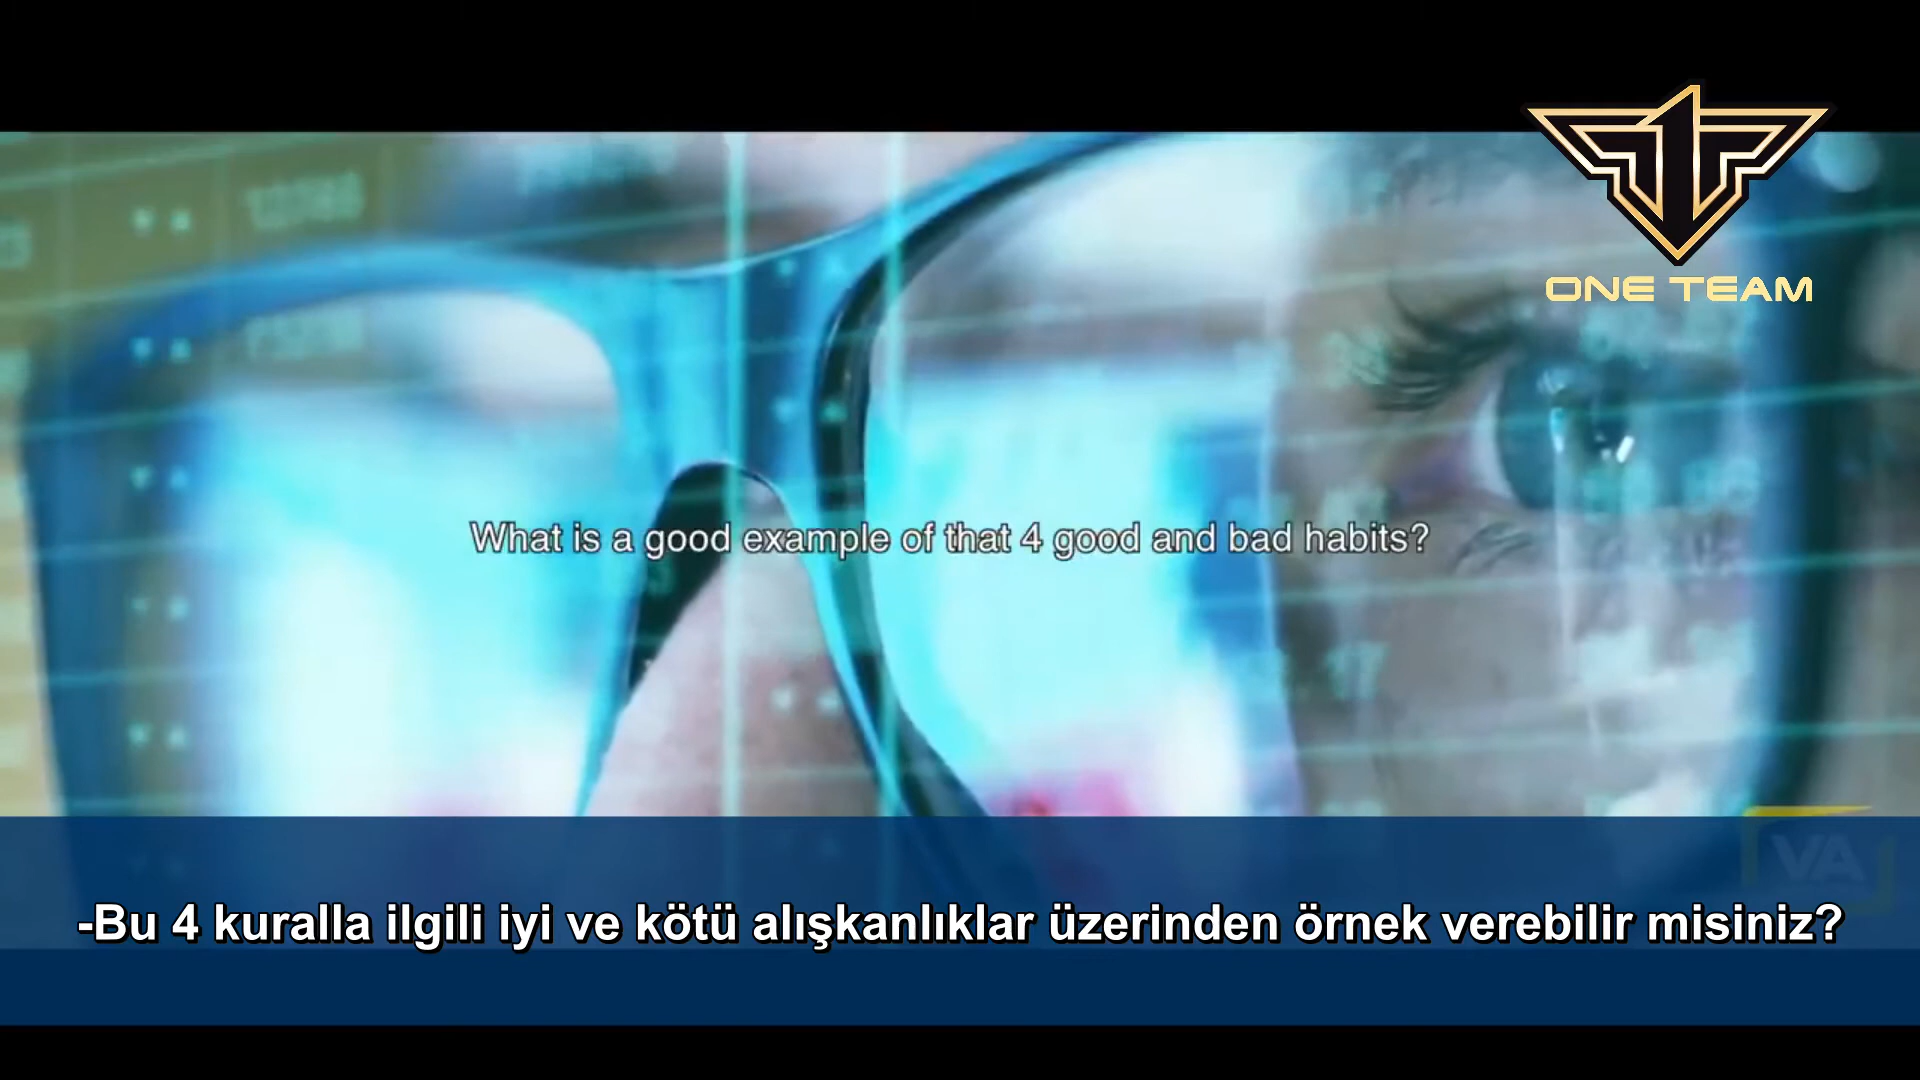 ONE TEAM
What is a good example of that 4 good and bad habits?
VA
-Bu 4 kuralla ilgili iyi ve kötü alışkanlıklar üzerinden örnek verebilir misiniz?